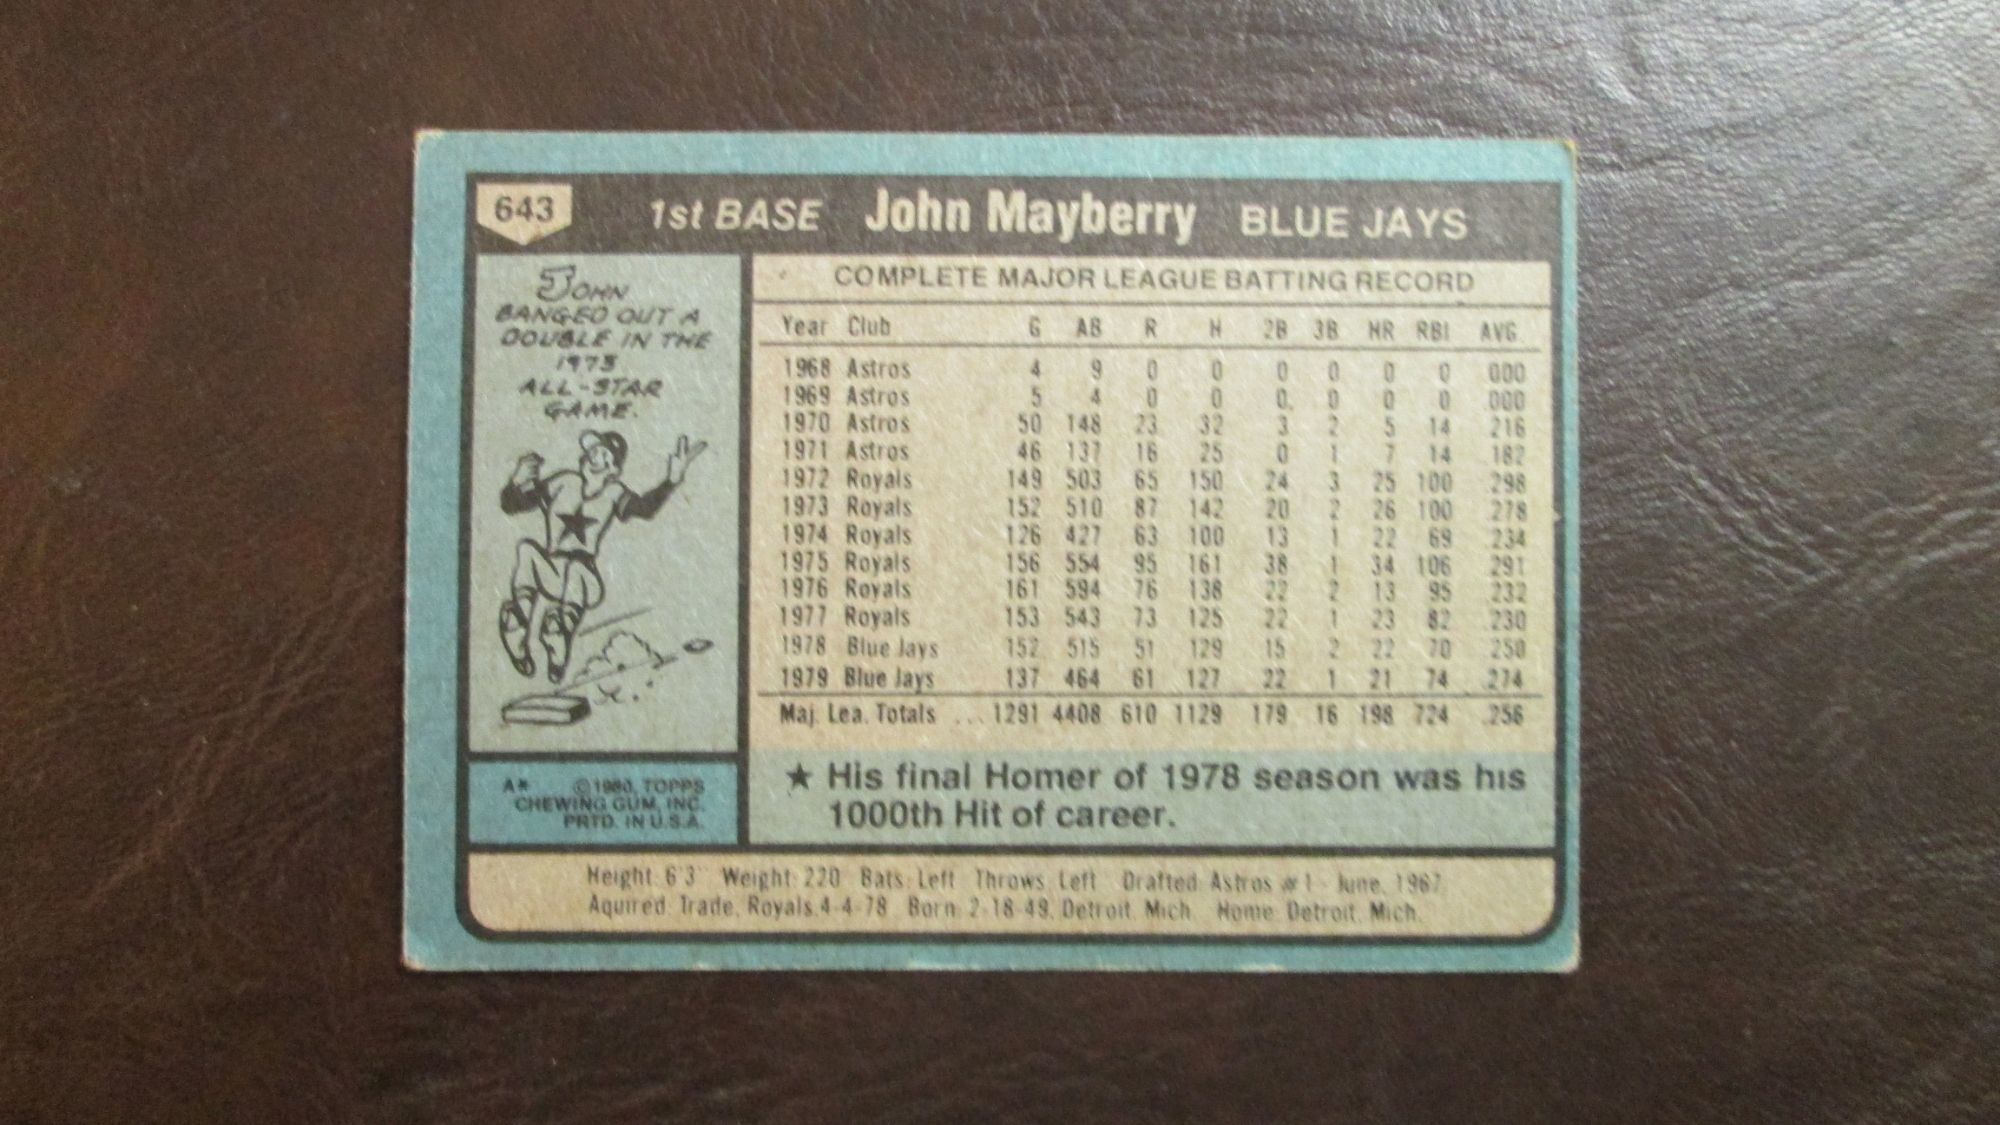 643 1st BASE John Mayberry BLUE JAYS
JOHN
BANGED OUT A
DOUBLE IN THE
1973
ALL-STAR
GAME.
A* ©1980, TOPPS
CHEWING GUM, INC.
PRTD. IN U.S.A.
COMPLETE MAJOR LEAGUE BATTING RECORD
Year Club G AB R H 2B 3B HR RBI AVG.
1968 Astros 4 9 0 0 0 0 0 0 .000
1969 Astros 5 4 0 0 0 0 0 0 .000
1970 Astros 50 148 23 32 3 2 5 14 .216
1971 Astros 46 137 16 25 0 1 7 14 .182
1972 Royals 149 503 65 150 24 3 25 100 .298
1973 Royals 152 510 87 142 20 2 26 100 .278
1974 Royals 126 427 63 100 13 1 22 69 .234
1975 Royals 156 554 95 161 38 1 34 106 .291
1976 Royals 161 594 76 138 22 2 13 95 .232
1977 Royals 153 543 73 125 22 1 23 82 .230
1978 Blue Jays 152 515 51 129 15 2 22 70 .250
1979 Blue Jays 137 464 61 127 22 1 21 74 .274
Maj. Lea. Totals ... 1291 4408 610 1129 179 16 198 724 .256
★ His final Homer of 1978 season was his
1000th Hit of career.
Height: 6'3" Weight: 220 Bats: Left Throws: Left Drafted: Astros #1 - June, 1967
Aquired: Trade, Royals 4-4-78 Born: 2-18-49, Detroit, Mich. Home: Detroit, Mich.